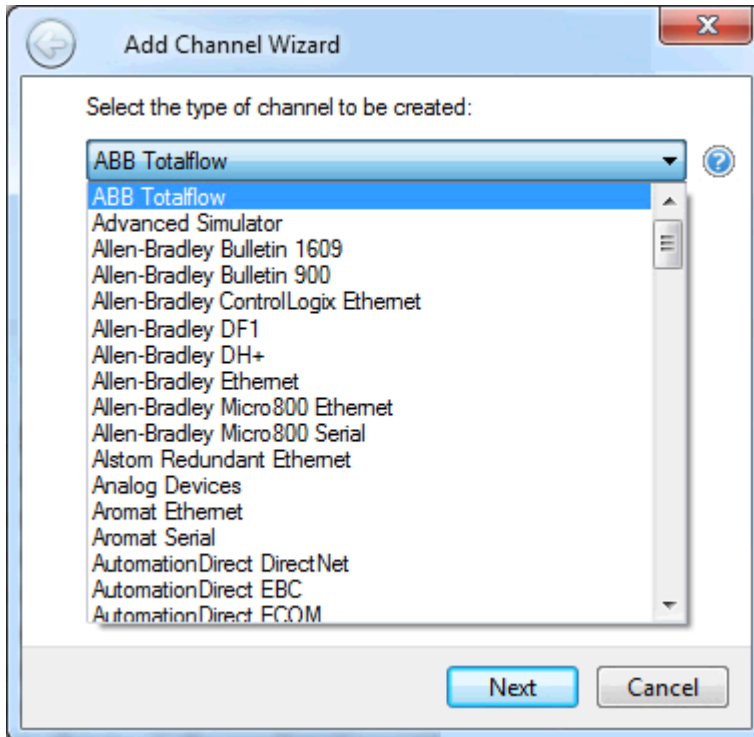 Add Channel Wizard
Select the type of channel to be created:
ABB Totalflow
ABB Totalflow
Advanced Simulator
Allen-Bradley Bulletin 1609
Allen-Bradley Bulletin 900
Allen-Bradley ControlLogix Ethernet
Allen-Bradley DF1
Allen-Bradley DH+
Allen-Bradley Ethernet
Allen-Bradley Micro800 Ethernet
Allen-Bradley Micro800 Serial
Alstom Redundant Ethernet
Analog Devices
Aromat Ethernet
Aromat Serial
AutomationDirect DirectNet
AutomationDirect EBC
AutomationDirect ECOM
Next Cancel